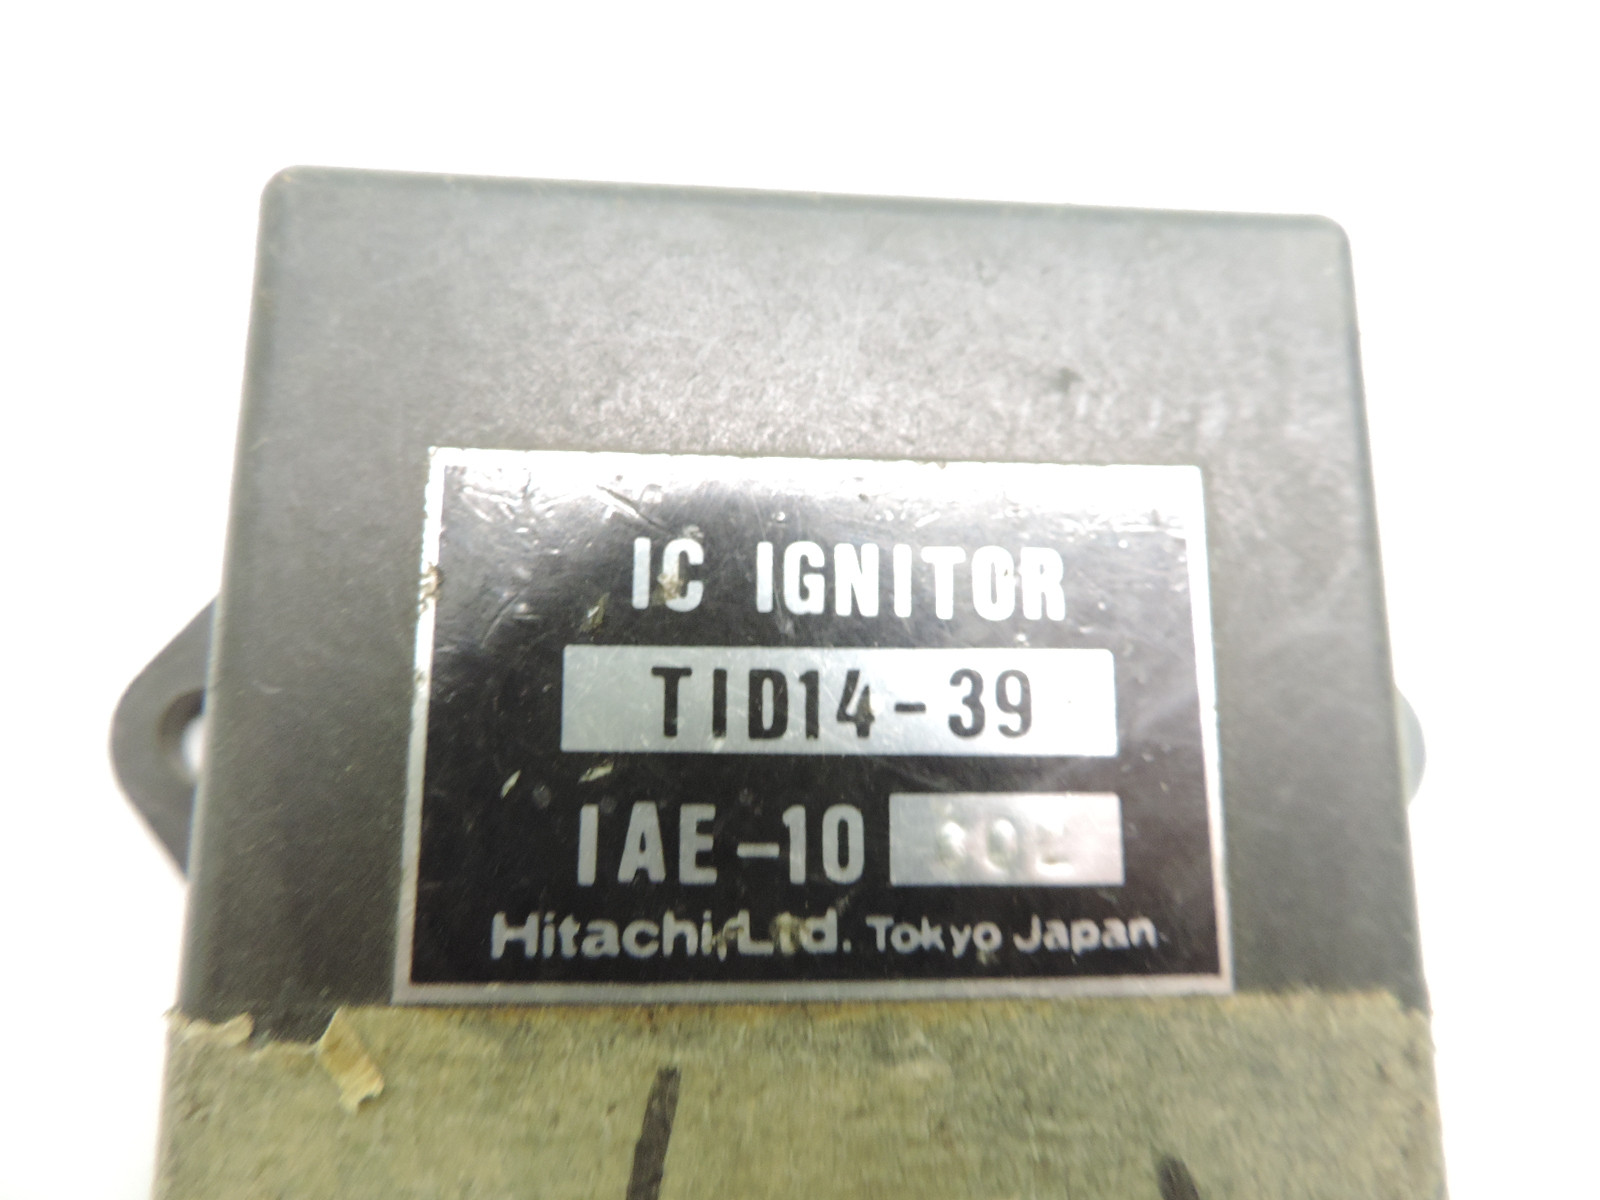 IC IGNITOR
TID14-39
IAE-10
Hitachi, Ltd. Tokyo Japan